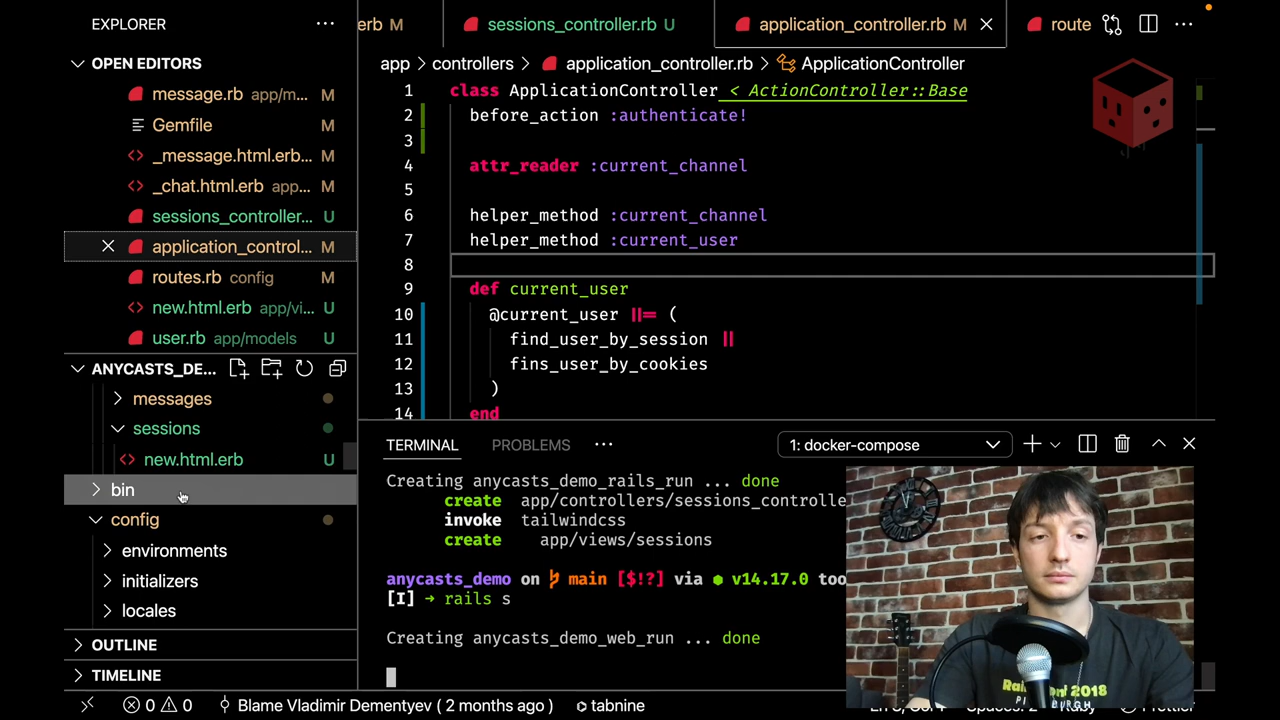 EXPLORER
···
erb M
sessions_controller.rb U
application_controller.rb M
route
···
OPEN EDITORS
message.rb app/m... M
Gemfile M
_message.html.erb... M
_chat.html.erb app... M
sessions_controller... U
application_control... M
routes.rb config M
new.html.erb app/vi... U
user.rb app/models U
ANYCASTS_DE...
messages
sessions
new.html.erb U
bin
config
environments
initializers
locales
OUTLINE
TIMELINE
app > controllers > application_controller.rb > ApplicationController
1 class ApplicationController < ActionController::Base
2 before_action :authenticate!
3
4 attr_reader :current_channel
5
6 helper_method :current_channel
7 helper_method :current_user
8
9 def current_user
10 @current_user ||= (
11 find_user_by_session ||
12 fins_user_by_cookies
13 )
14 end
TERMINAL PROBLEMS ··· 1: docker-compose
Creating anycasts_demo_rails_run ... done
create app/controllers/sessions_controlle
invoke tailwindcss
create app/views/sessions
anycasts_demo on main [$!?] via v14.17.0 too
[I] → rails s
Creating anycasts_demo_web_run ... done
2018
0 0 Blame Vladimir Dementyev ( 2 months ago ) tabnine